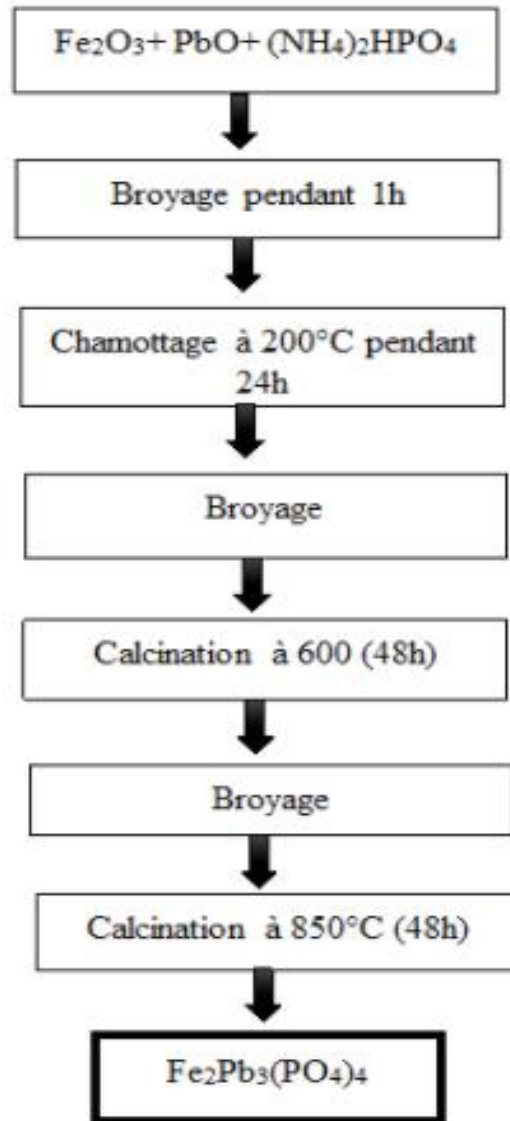 Fe₂O₃+ PbO+ (NH₄)₂HPO₄
Broyage pendant 1h
Chamottage à 200°C pendant
24h
Broyage
Calcination à 600 (48h)
Broyage
Calcination à 850°C (48h)
Fe₂Pb₃(PO₄)₄